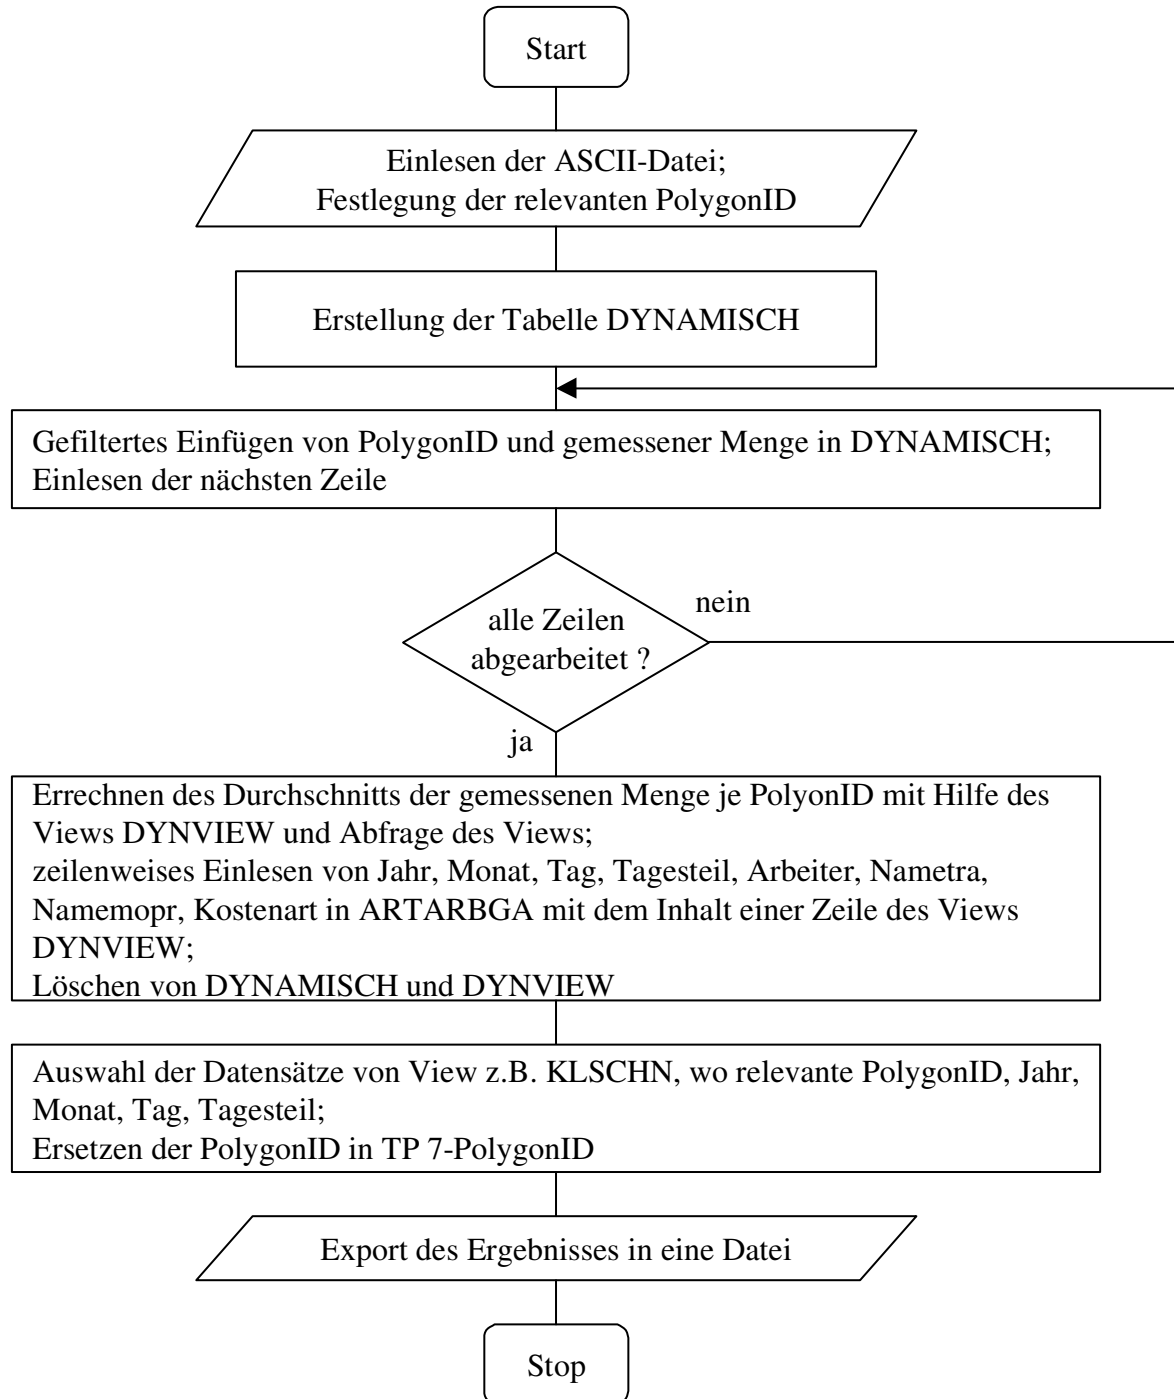 Start
Einlesen der ASCII-Datei;
Festlegung der relevanten PolygonID
Erstellung der Tabelle DYNAMISCH
Gefiltertes Einfügen von PolygonID und gemessener Menge in DYNAMISCH;
Einlesen der nächsten Zeile
nein
alle Zeilen
abgearbeitet ?
ja
Errechnen des Durchschnitts der gemessenen Menge je PolyonID mit Hilfe des
Views DYNVIEW und Abfrage des Views;
zeilenweises Einlesen von Jahr, Monat, Tag, Tagesteil, Arbeiter, Nametra,
Namemopr, Kostenart in ARTARBGA mit dem Inhalt einer Zeile des Views
DYNVIEW;
Löschen von DYNAMISCH und DYNVIEW
Auswahl der Datensätze von View z.B. KLSCHN, wo relevante PolygonID, Jahr,
Monat, Tag, Tagesteil;
Ersetzen der PolygonID in TP 7-PolygonID
Export des Ergebnisses in eine Datei
Stop